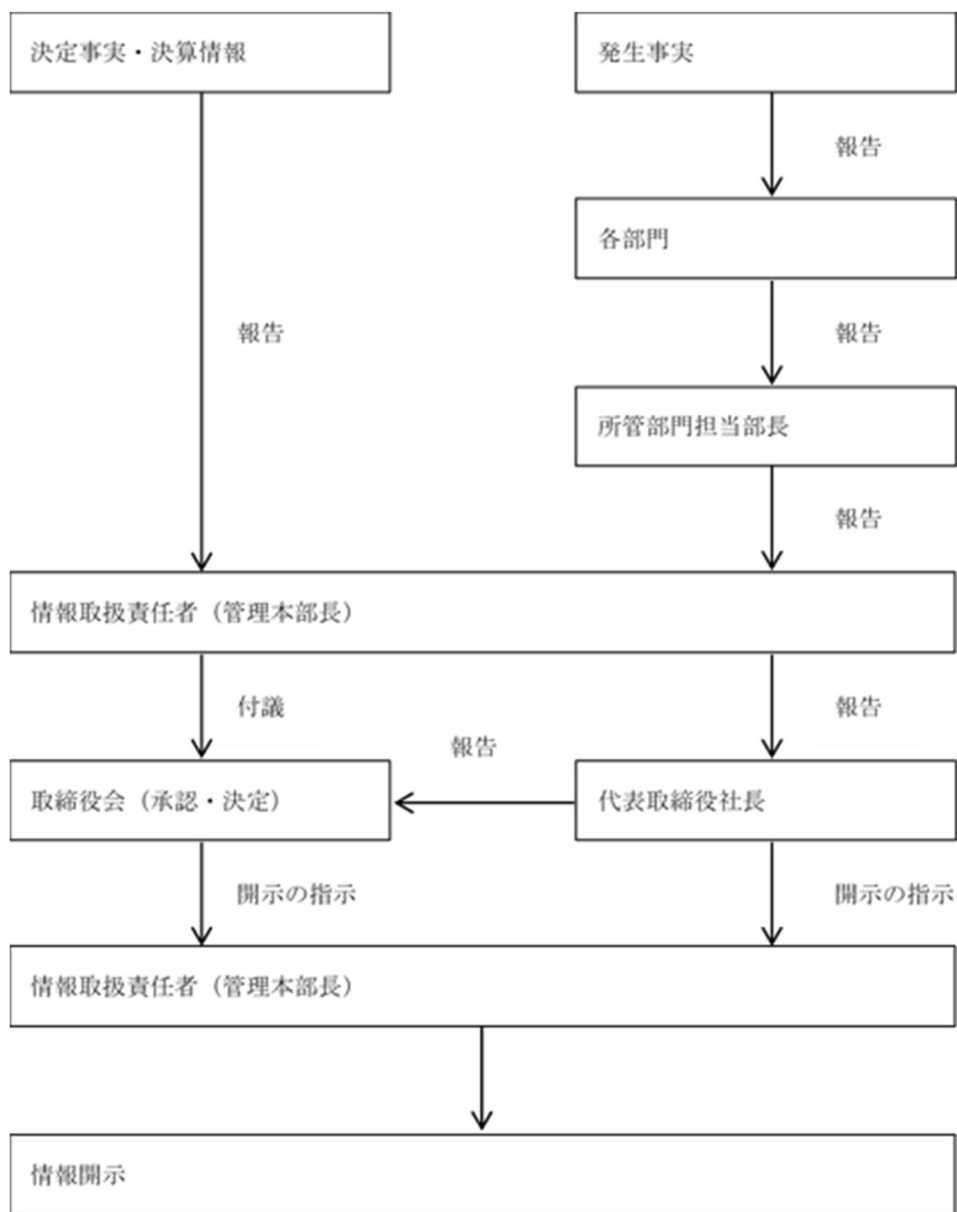 決定事実・決算情報
発生事実
報告
各部門
報告
報告
所管部門担当部長
報告
情報取扱責任者（管理本部長）
付議
報告
報告
取締役会（承認・決定）
代表取締役社長
開示の指示
開示の指示
情報取扱責任者（管理本部長）
情報開示